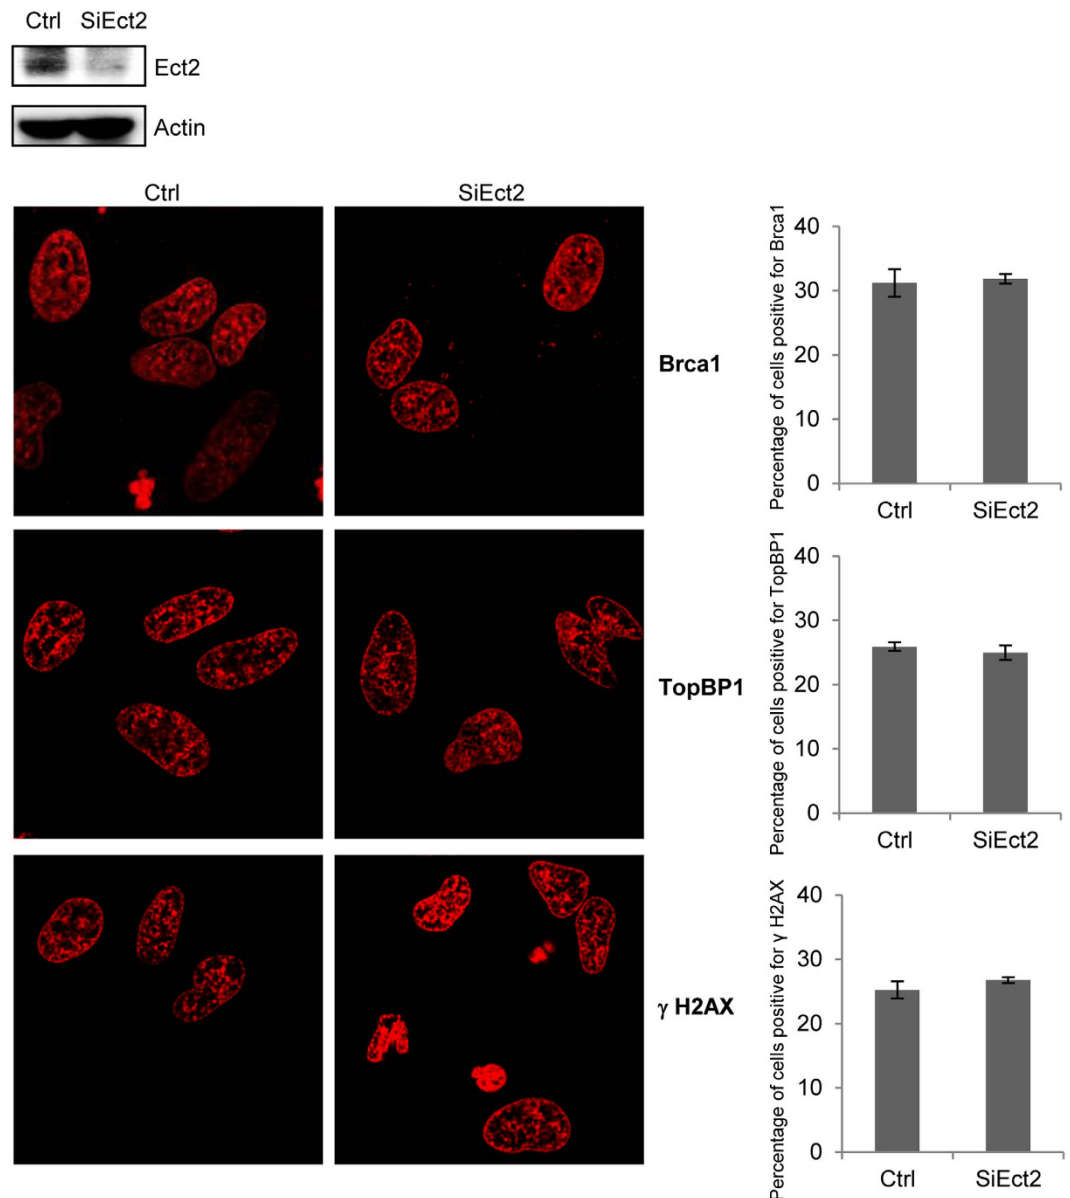 Ctrl SiEct2
Ect2
Actin
Ctrl SiEct2
Brca1
TopBP1
γ H2AX
Percentage of cells positive for Brca1
40
30
20
10
0
Ctrl SiEct2
Percentage of cells positive for TopBP1
40
30
20
10
0
Ctrl SiEct2
Percentage of cells positive for γ H2AX
40
30
20
10
0
Ctrl SiEct2